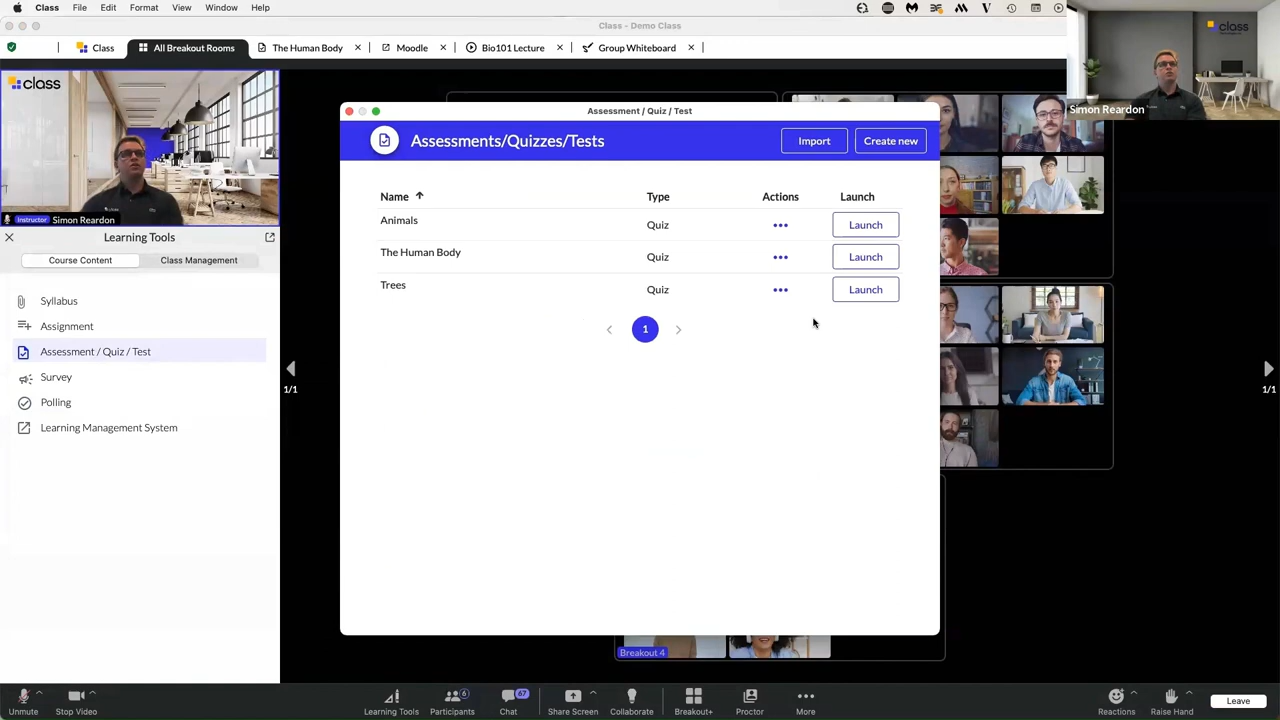 Class File Edit Format View Window Help
Class - Demo Class
Class
All Breakout Rooms
The Human Body
Moodle
Bio101 Lecture
Group Whiteboard
class
class
Simon Reardon
Instructor Simon Reardon
Learning Tools
Course Content
Class Management
Syllabus
Assignment
Assessment / Quiz / Test
Survey
Polling
Learning Management System
1/1
Assessment / Quiz / Test
Assessments/Quizzes/Tests
Import
Create new
Name Type Actions Launch
Animals Quiz Launch
The Human Body Quiz Launch
Trees Quiz Launch
1
1/1
Breakout 4
Unmute
Stop Video
Learning Tools
Participants 6
Chat 67
Share Screen
Collaborate
Breakout+
Proctor
More
Reactions
Raise Hand
Leave